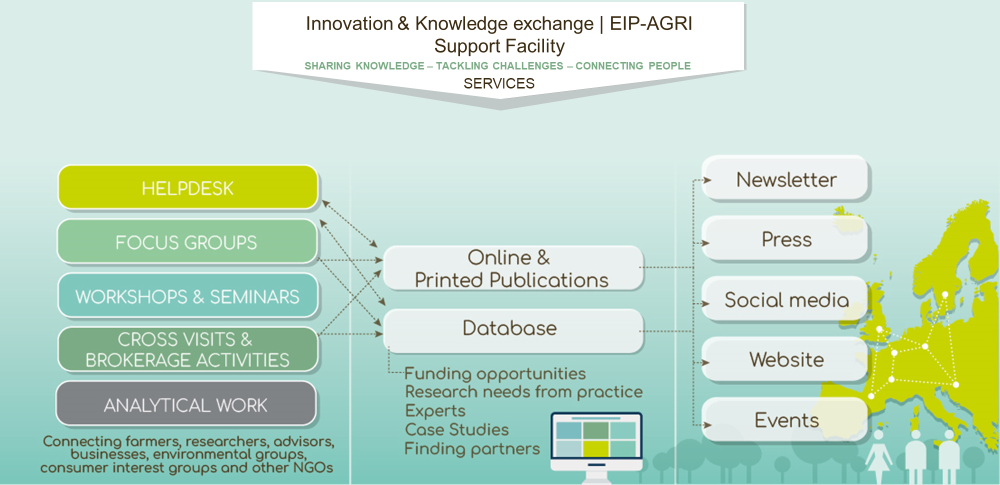 Innovation & Knowledge exchange | EIP-AGRI
Support Facility
SHARING KNOWLEDGE – TACKLING CHALLENGES – CONNECTING PEOPLE
SERVICES
HELPDESK
FOCUS GROUPS
WORKSHOPS & SEMINARS
CROSS VISITS &
BROKERAGE ACTIVITIES
ANALYTICAL WORK
Connecting farmers, researchers, advisors,
businesses, environmental groups,
consumer interest groups and other NGOs
Online &
Printed Publications
Database
Funding opportunities
Research needs from practice
Experts
Case Studies
Finding partners
Newsletter
Press
Social media
Website
Events